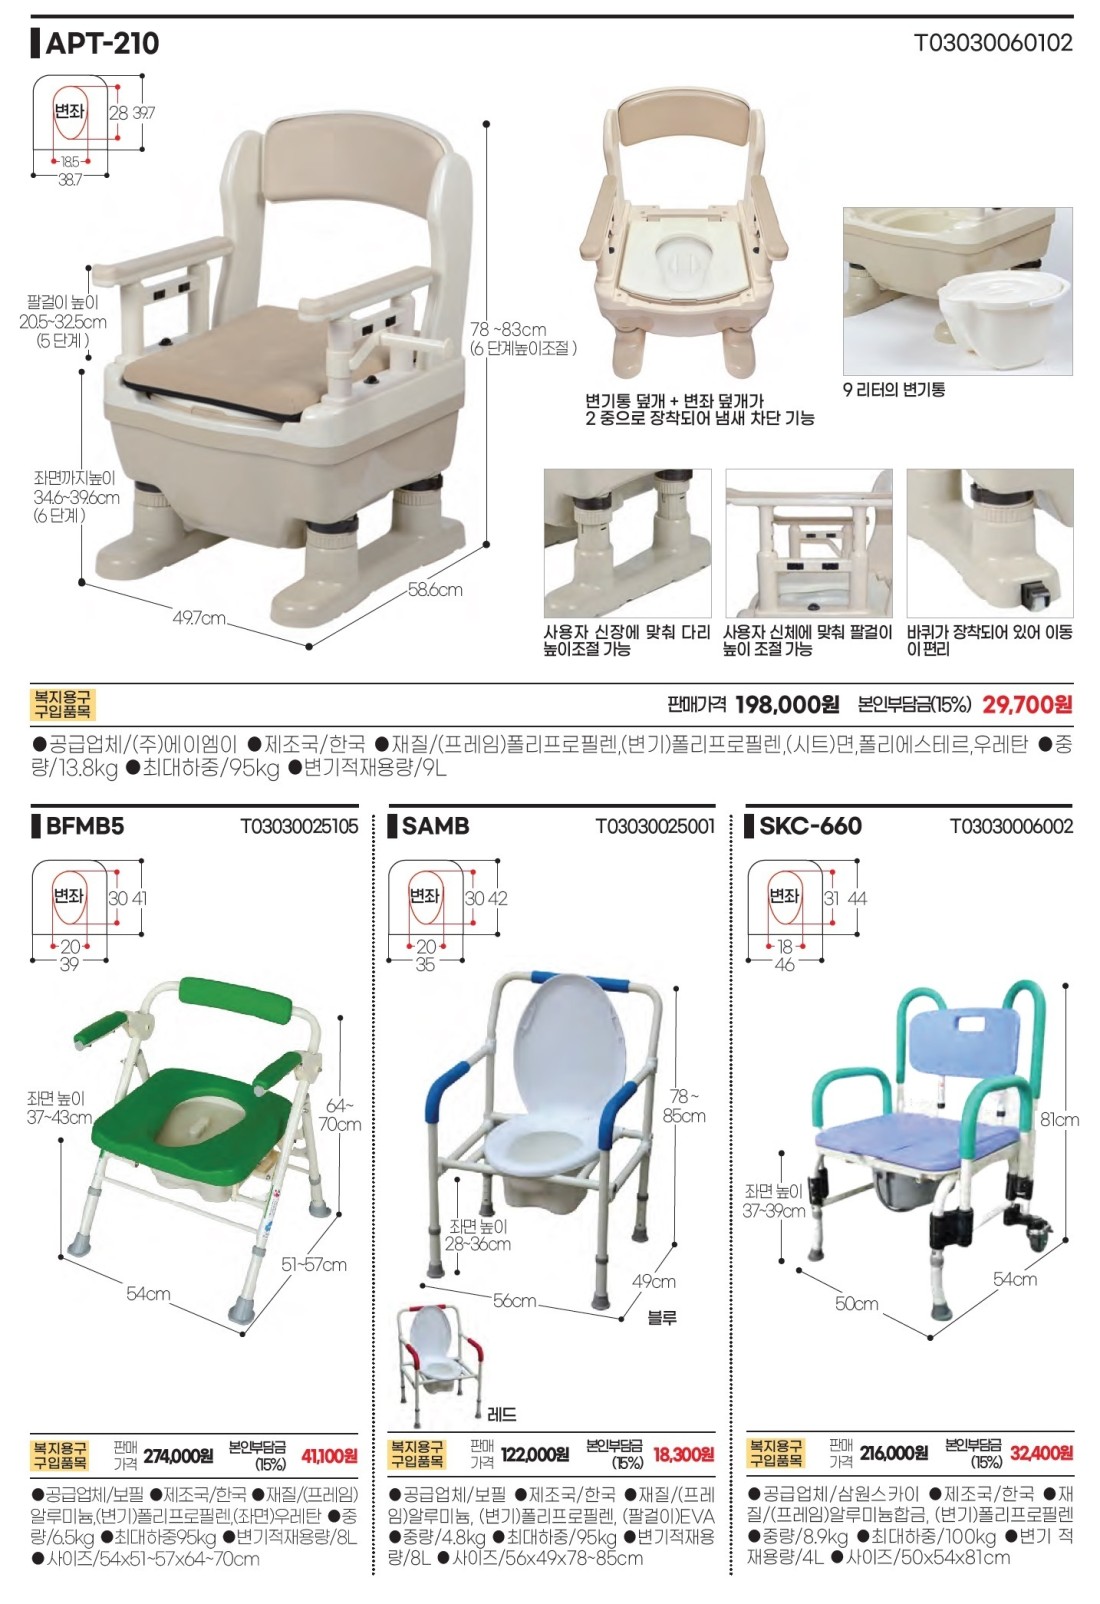 APT-210
T03030060102
변좌
28 39.7
18.5
38.7
팔걸이 높이
20.5~32.5cm
(5 단계)
78 ~83cm
(6 단계높이조절 )
좌면까지높이
34.6~39.6cm
(6 단계)
49.7cm
58.6cm
변기통 덮개 + 변좌 덮개가
2 중으로 장착되어 냄새 차단 기능
9 리터의 변기통
사용자 신장에 맞춰 다리
높이조절 가능
사용자 신체에 맞춰 팔걸이
높이 조절 가능
바퀴가 장착되어 있어 이동
이 편리
복지용구
구입품목
판매가격 198,000원 본인부담금(15%) 29,700원
●공급업체/(주)에이엠이 ●제조국/한국 ●재질/(프레임)폴리프로필렌,(변기)폴리프로필렌,(시트)면,폴리에스테르,우레탄 ●중
량/13.8kg ●최대하중/95kg ●변기적재용량/9L
BFMB5
T03030025105
변좌
30 41
20
39
좌면 높이
37~43cm
64~
70cm
51~57cm
54cm
복지용구
구입품목
판매
가격
274,000원
본인부담금
(15%)
41,100원
●공급업체/보필 ●제조국/한국 ●재질/(프레임)
알루미늄,(변기)폴리프로필렌,(좌면)우레탄 ●중
량/6.5kg ●최대하중95kg ●변기적재용량/8L
●사이즈/54x51~57x64~70cm
SAMB
T03030025001
변좌
30 42
20
35
78~
85cm
좌면 높이
28~36cm
49cm
56cm
블루
레드
복지용구
구입품목
판매
가격
122,000원
본인부담금
(15%)
18,300원
●공급업체/보필 ●제조국/한국 ●재질/(프레
임)알루미늄, (변기)폴리프로필렌, (팔걸이)EVA
●중량/4.8kg ●최대하중/95kg ●변기적재용
량/8L ●사이즈/56x49x78~85cm
SKC-660
T03030006002
변좌
31 44
18
46
81cm
좌면 높이
37~39cm
54cm
50cm
복지용구
구입품목
판매
가격
216,000원
본인부담금
(15%)
32,400원
●공급업체/삼원스카이 ●제조국/한국 ●재
질/(프레임)알루미늄합금, (변기)폴리프로필렌
●중량/8.9kg ●최대하중/100kg ●변기 적
재용량/4L ●사이즈/50x54x81cm